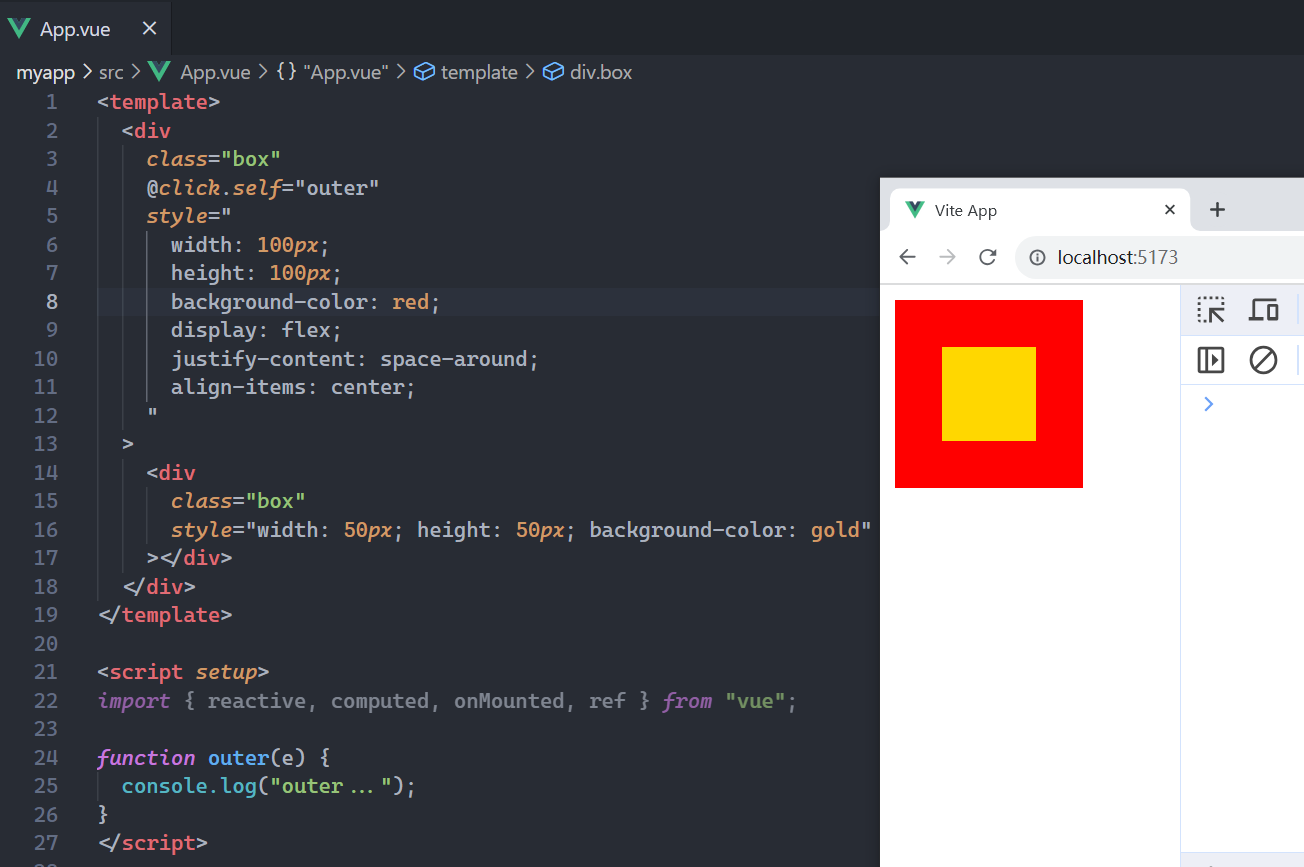 App.vue
myapp > src > App.vue > {} "App.vue" > template > div.box
1 <template>
2 <div
3 class="box"
4 @click.self="outer"
5 style="
6 width: 100px;
7 height: 100px;
8 background-color: red;
9 display: flex;
10 justify-content: space-around;
11 align-items: center;
12 "
13 >
14 <div
15 class="box"
16 style="width: 50px; height: 50px; background-color: gold"
17 ></div>
18 </div>
19 </template>
20
21 <script setup>
22 import { reactive, computed, onMounted, ref } from "vue";
23
24 function outer(e) {
25 console.log("outer...");
26 }
27 </script>
Vite App
localhost:5173